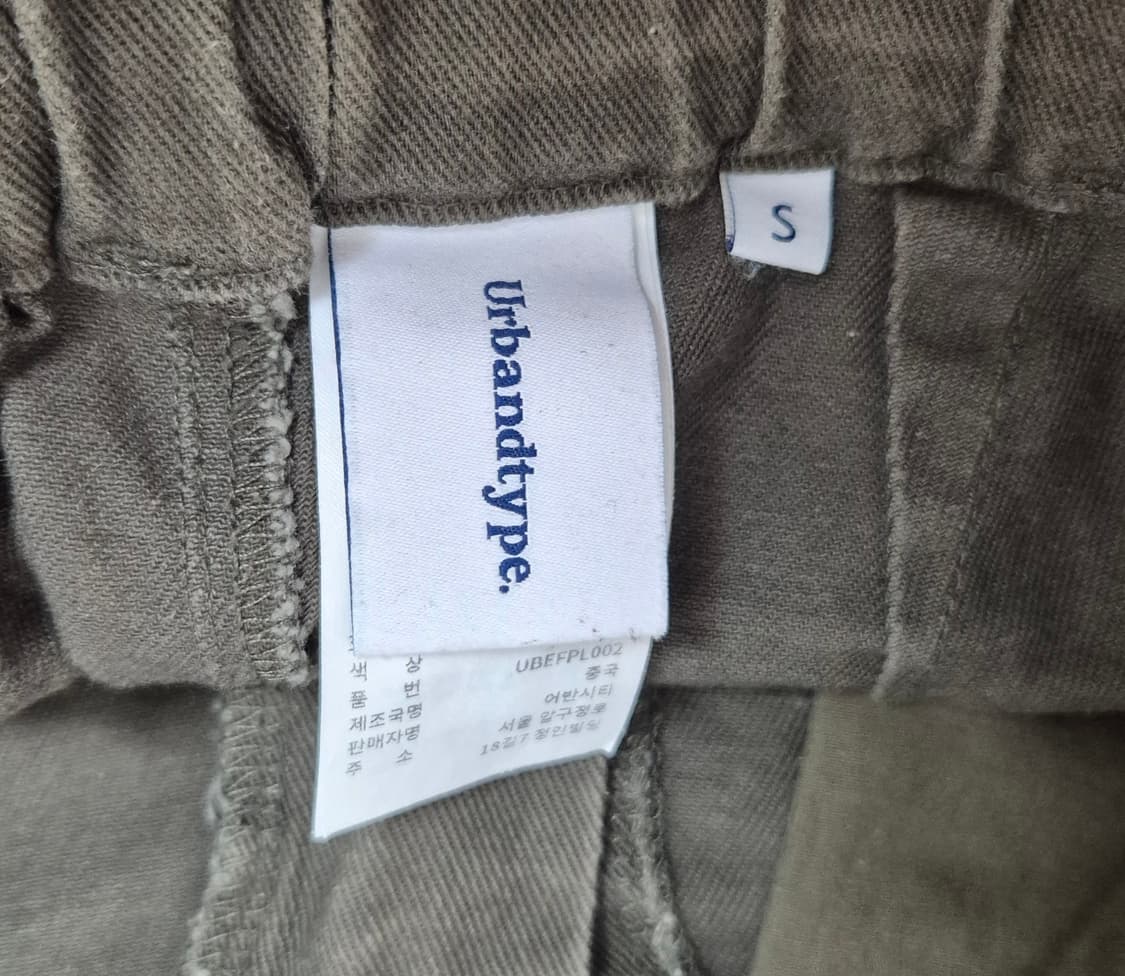 S
Urbandtype.
색 상
품 번 UBEFPL002
제조국명 중국
판매자명 어반시티
주 소 서울 압구정로
18길7 정인빌딩